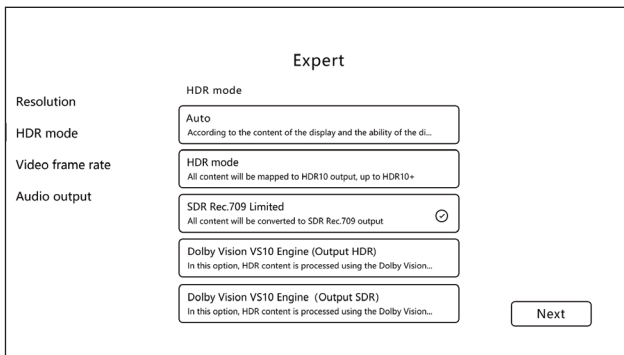 Expert
Resolution
HDR mode
Video frame rate
Audio output
HDR mode
Auto
According to the content of the display and the ability of the di...
HDR mode
All content will be mapped to HDR10 output, up to HDR10+
SDR Rec.709 Limited
All content will be converted to SDR Rec.709 output
Dolby Vision VS10 Engine (Output HDR)
In this option, HDR content is processed using the Dolby Vision...
Dolby Vision VS10 Engine (Output SDR)
In this option, HDR content is processed using the Dolby Vision...
Next